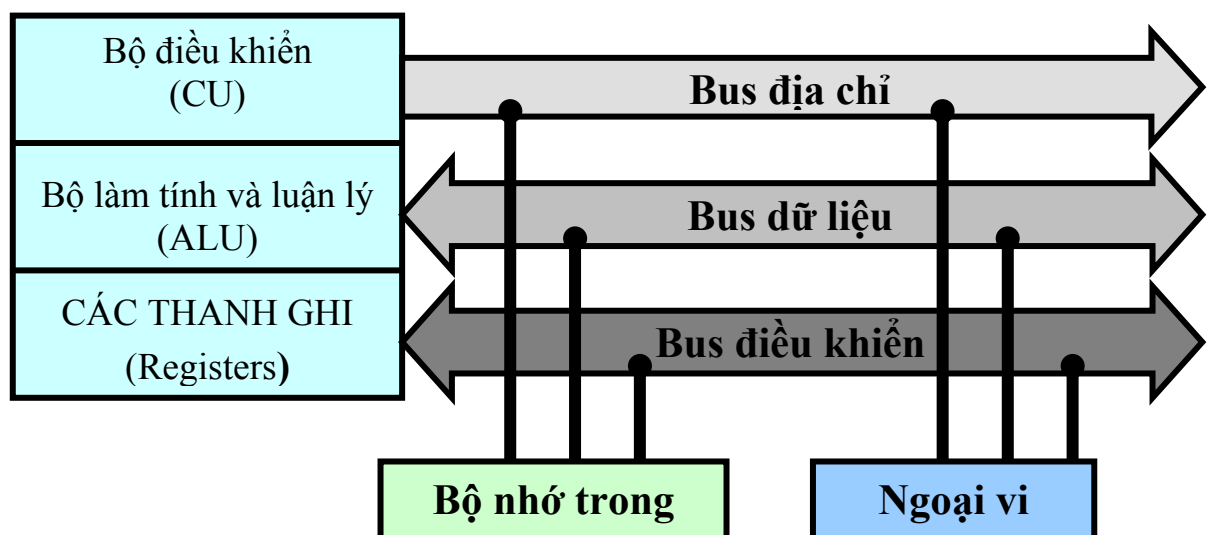 Bộ điều khiển
(CU)
Bus địa chỉ
Bộ làm tính và luận lý
(ALU)
Bus dữ liệu
CÁC THANH GHI
(Registers)
Bus điều khiển
Bộ nhớ trong
Ngoại vi